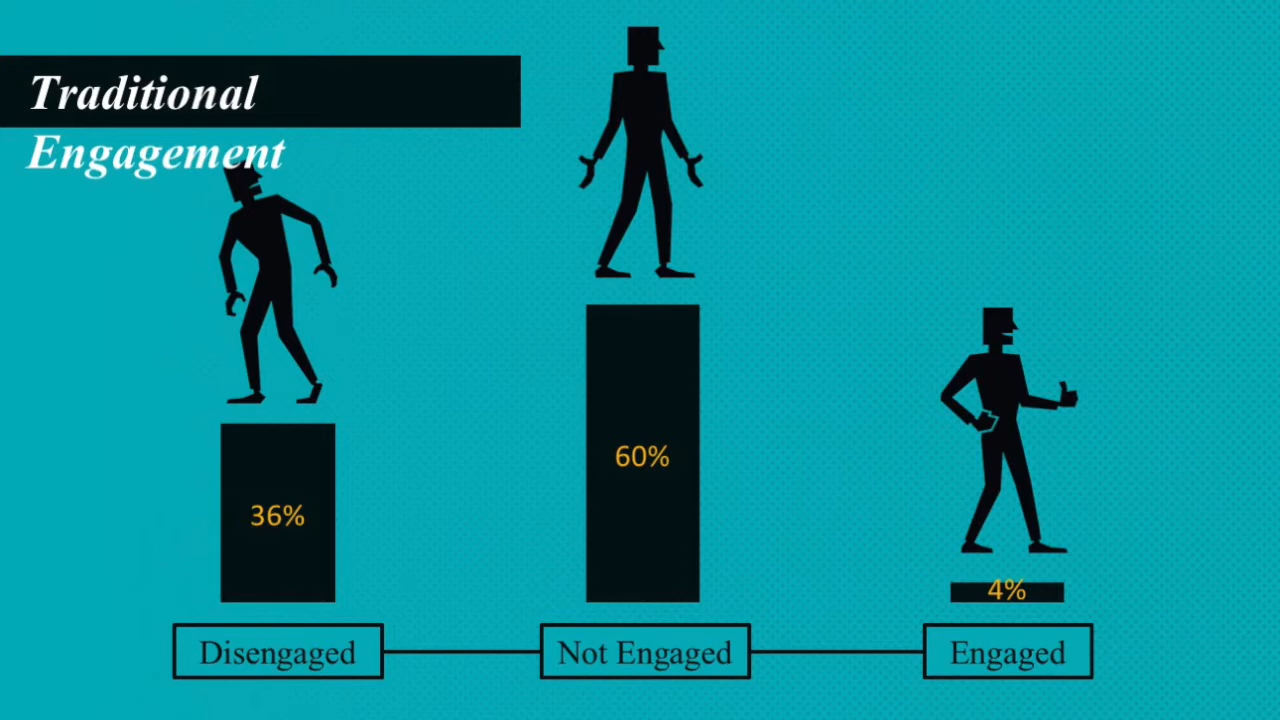 Traditional
Engagement
36%
60%
4%
Disengaged
Not Engaged
Engaged